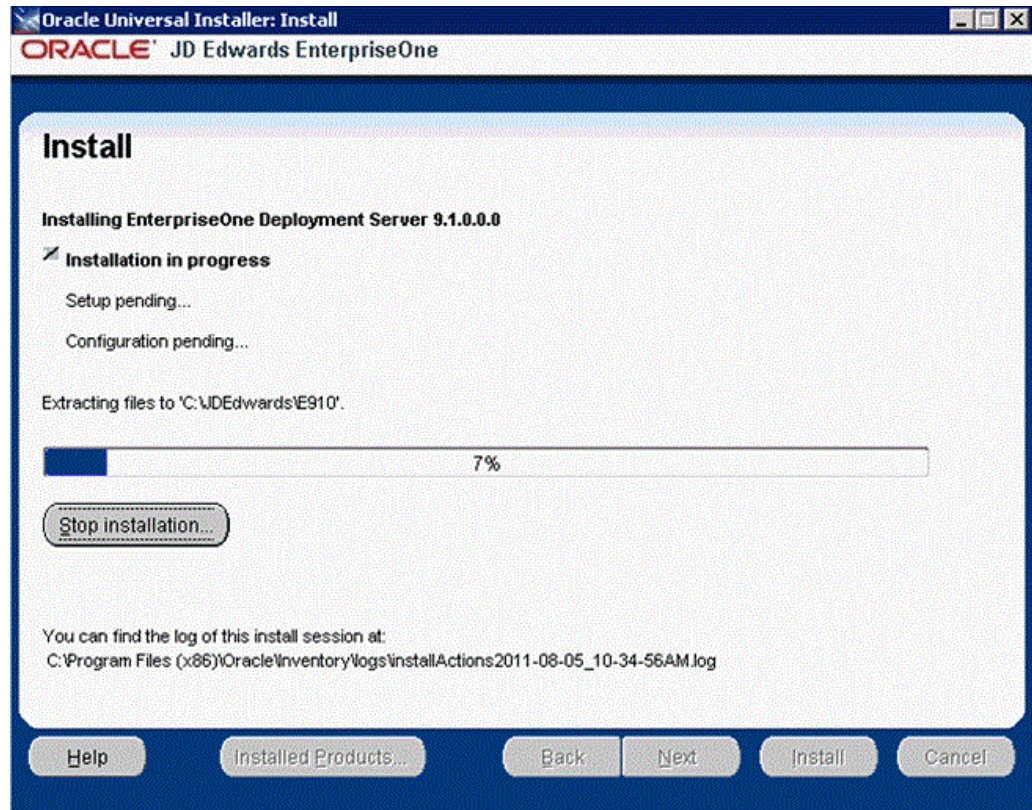 Oracle Universal Installer: Install
ORACLE® JD Edwards EnterpriseOne
Install
Installing EnterpriseOne Deployment Server 9.1.0.0.0
Installation in progress
Setup pending...
Configuration pending...
Extracting files to 'C:\JDEdwards\E910'.
7%
Stop installation...
You can find the log of this install session at:
C:\Program Files (x86)\Oracle\Inventory\logs\installActions2011-08-05_10-34-56AM.log
Help Installed Products... Back Next Install Cancel